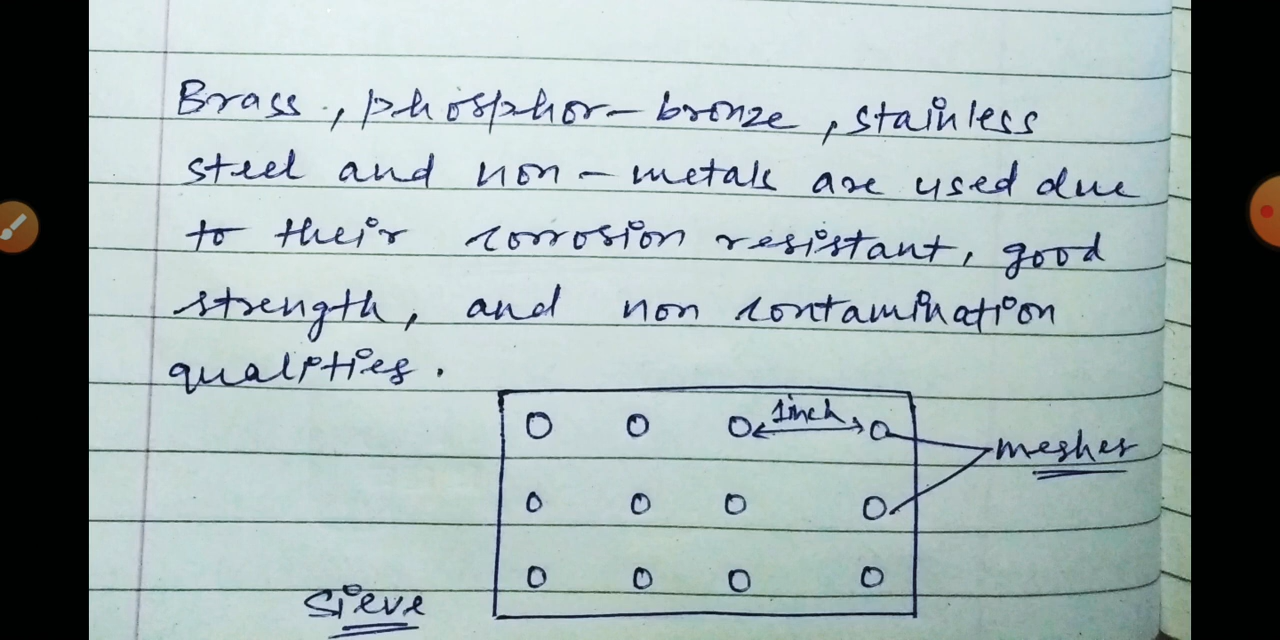 Brass, phosphor-bronze, stainless
steel and non-metals are used due
to their corrosion resistant, good
strength, and non contamination
qualities.
1inch
meshes
Sieve